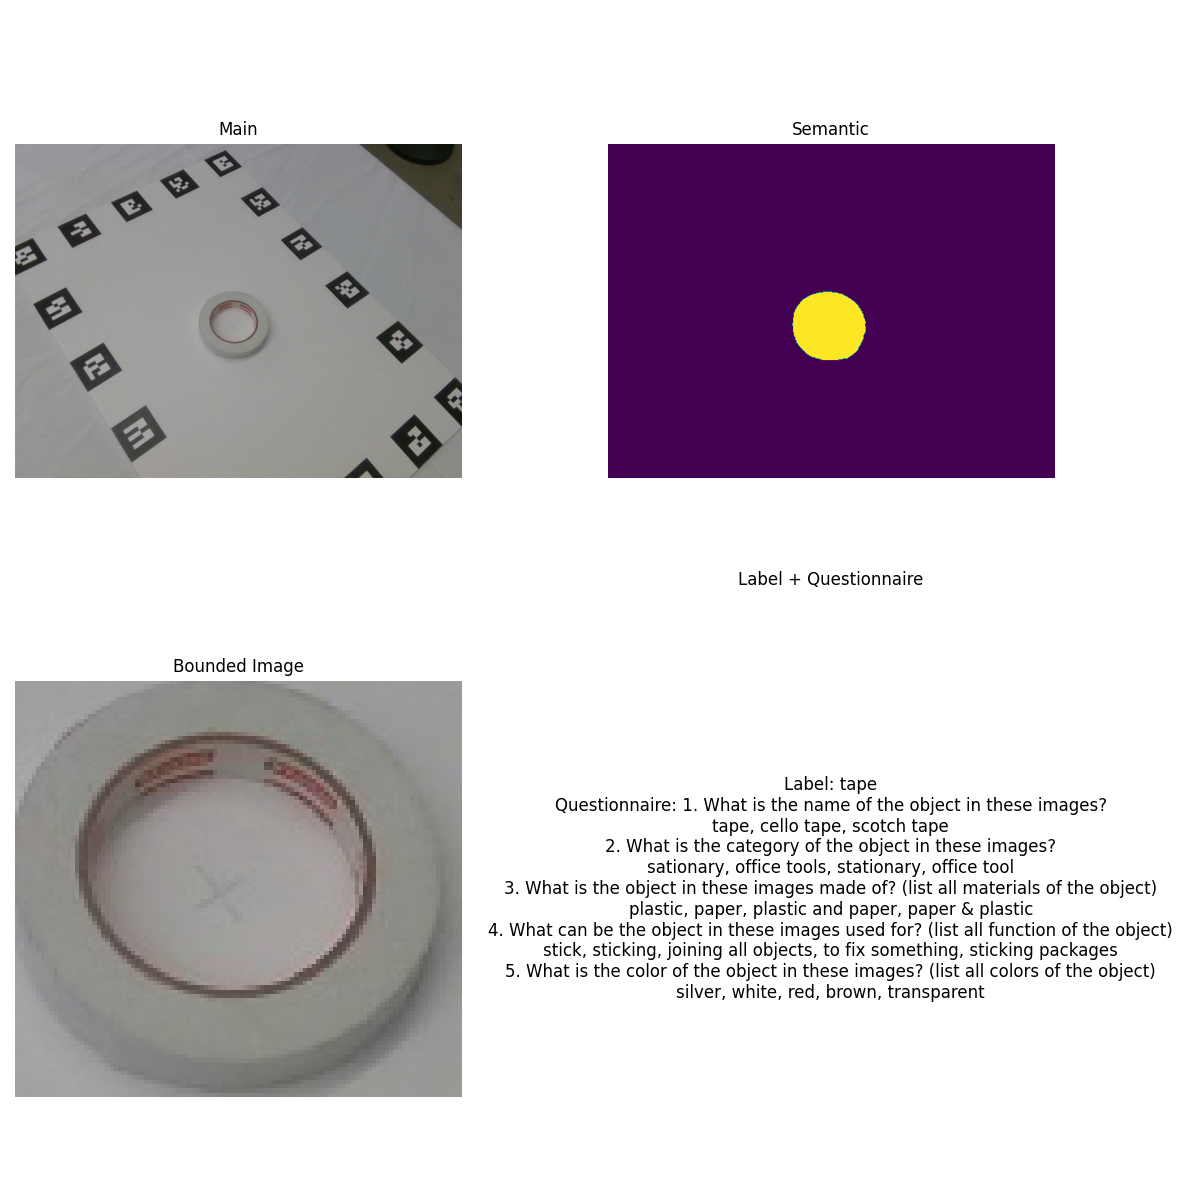 Main
Semantic
Label + Questionnaire
Bounded Image
Label: tape
Questionnaire: 1. What is the name of the object in these images?
tape, cello tape, scotch tape
2. What is the category of the object in these images?
sationary, office tools, stationary, office tool
3. What is the object in these images made of? (list all materials of the object)
plastic, paper, plastic and paper, paper & plastic
4. What can be the object in these images used for? (list all function of the object)
stick, sticking, joining all objects, to fix something, sticking packages
5. What is the color of the object in these images? (list all colors of the object)
silver, white, red, brown, transparent